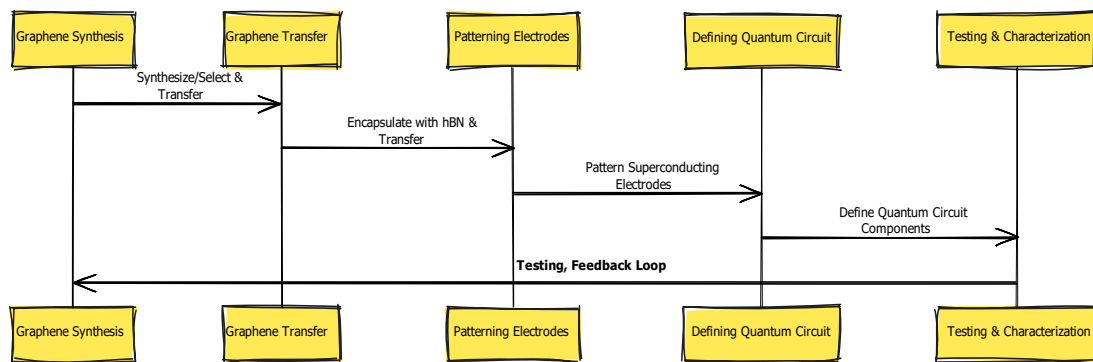 Graphene Synthesis
Graphene Transfer
Patterning Electrodes
Defining Quantum Circuit
Testing & Characterization
Synthesize/Select &
Transfer
Encapsulate with hBN &
Transfer
Pattern Superconducting
Electrodes
Define Quantum Circuit
Components
Testing, Feedback Loop
Graphene Synthesis
Graphene Transfer
Patterning Electrodes
Defining Quantum Circuit
Testing & Characterization